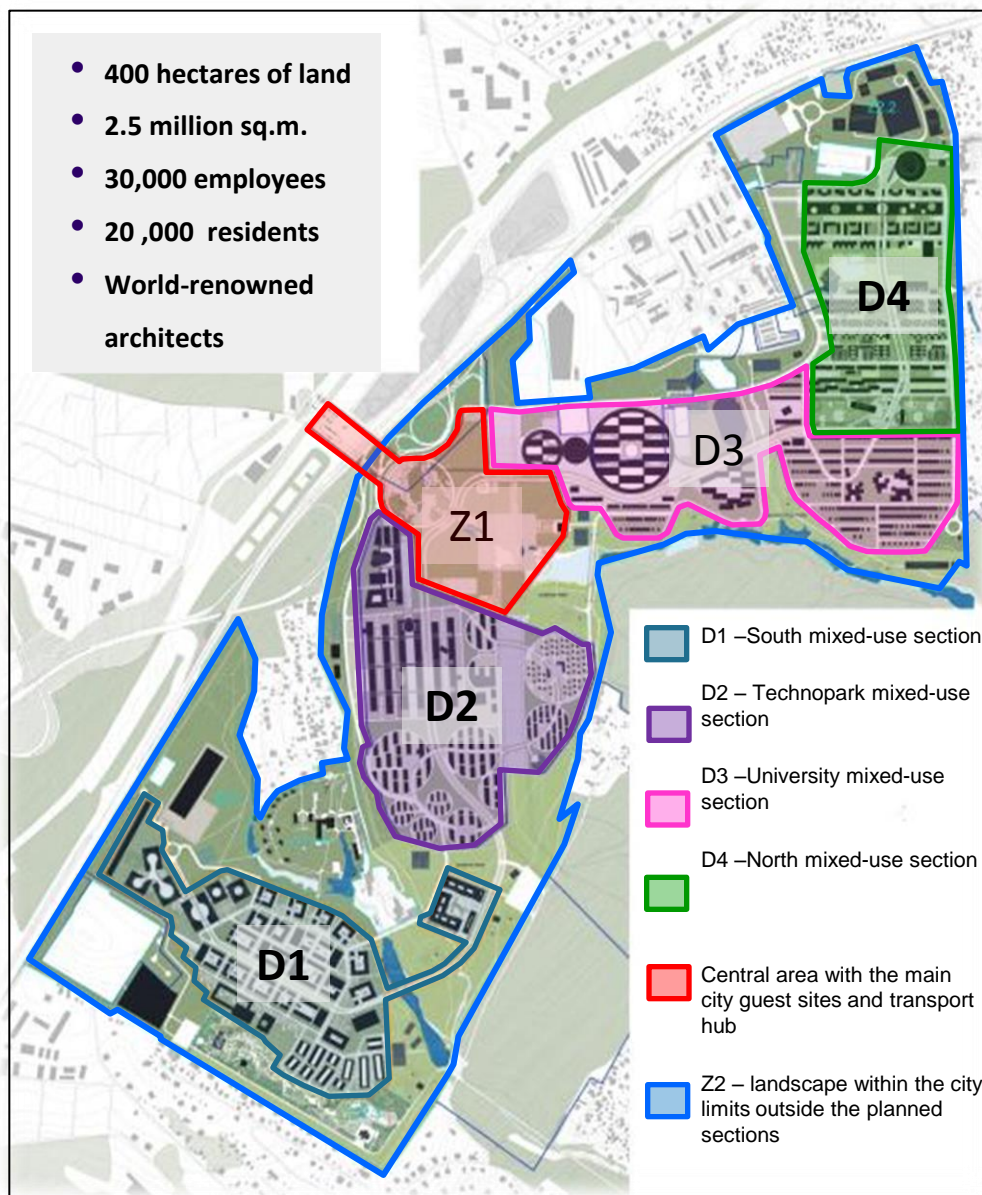 • 400 hectares of land
• 2.5 million sq.m.
• 30,000 employees
• 20 ,000 residents
• World-renowned
architects
D4
D3
Z1
D2
D1
D1 –South mixed-use section
D2 – Technopark mixed-use
section
D3 –University mixed-use
section
D4 –North mixed-use section
Central area with the main
city guest sites and transport
hub
Z2 – landscape within the city
limits outside the planned
sections